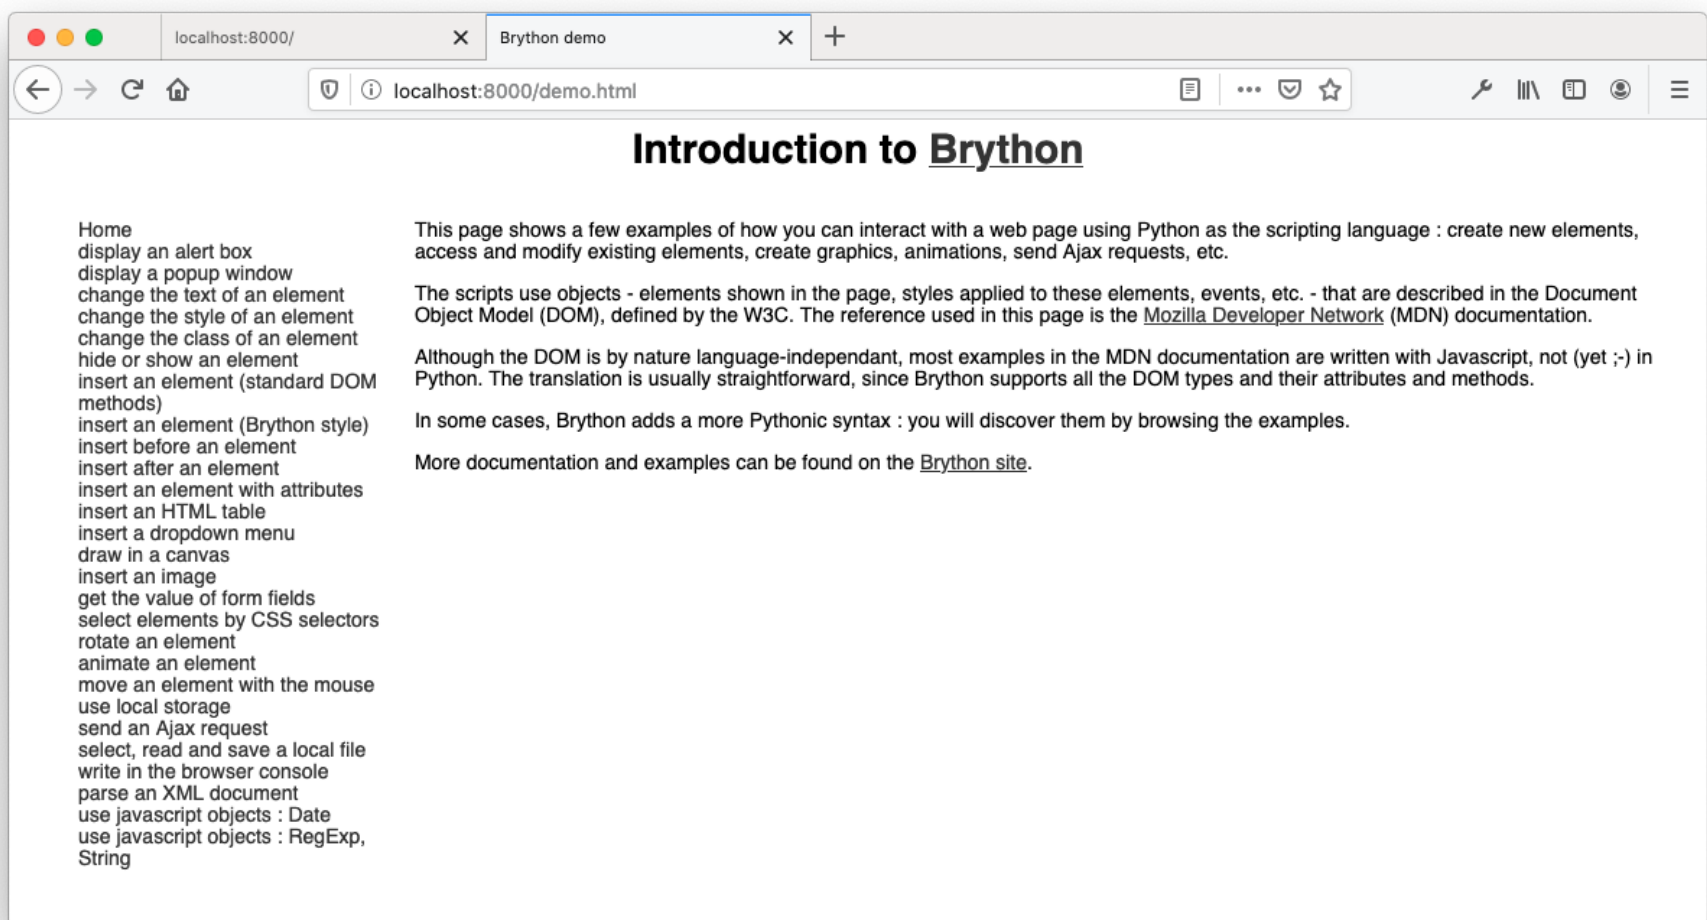 localhost:8000/
Brython demo
localhost:8000/demo.html
Introduction to Brython
Home
display an alert box
display a popup window
change the text of an element
change the style of an element
change the class of an element
hide or show an element
insert an element (standard DOM
methods)
insert an element (Brython style)
insert before an element
insert after an element
insert an element with attributes
insert an HTML table
insert a dropdown menu
draw in a canvas
insert an image
get the value of form fields
select elements by CSS selectors
rotate an element
animate an element
move an element with the mouse
use local storage
send an Ajax request
select, read and save a local file
write in the browser console
parse an XML document
use javascript objects : Date
use javascript objects : RegExp,
String
This page shows a few examples of how you can interact with a web page using Python as the scripting language : create new elements,
access and modify existing elements, create graphics, animations, send Ajax requests, etc.
The scripts use objects - elements shown in the page, styles applied to these elements, events, etc. - that are described in the Document
Object Model (DOM), defined by the W3C. The reference used in this page is the Mozilla Developer Network (MDN) documentation.
Although the DOM is by nature language-independant, most examples in the MDN documentation are written with Javascript, not (yet ;-) in
Python. The translation is usually straightforward, since Brython supports all the DOM types and their attributes and methods.
In some cases, Brython adds a more Pythonic syntax : you will discover them by browsing the examples.
More documentation and examples can be found on the Brython site.